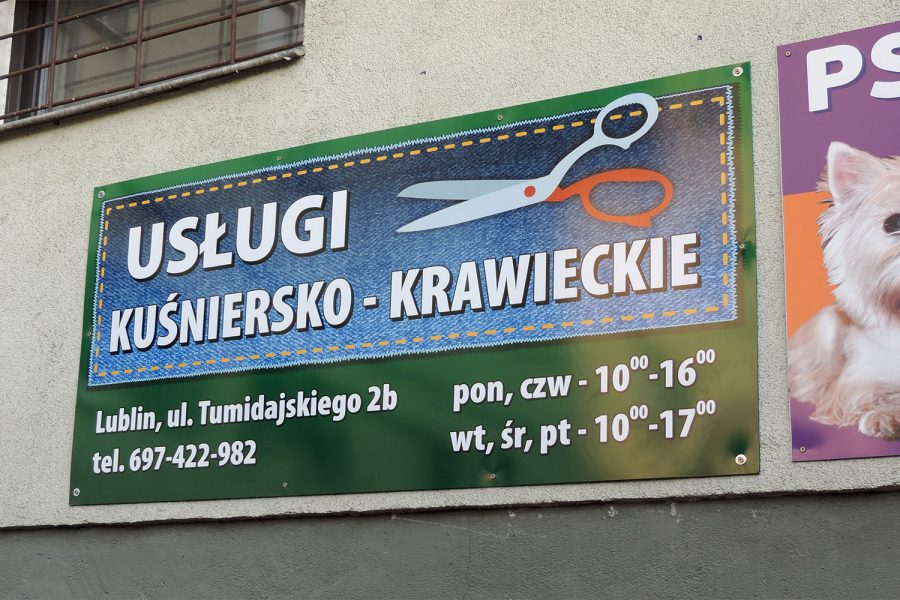 USŁUGI
KUŚNIERSKO - KRAWIECKIE
Lublin, ul. Tumidajskiego 2b
tel. 697-422-982
pon, czw - 10⁰⁰-16⁰⁰
wt, śr, pt - 10⁰⁰-17⁰⁰